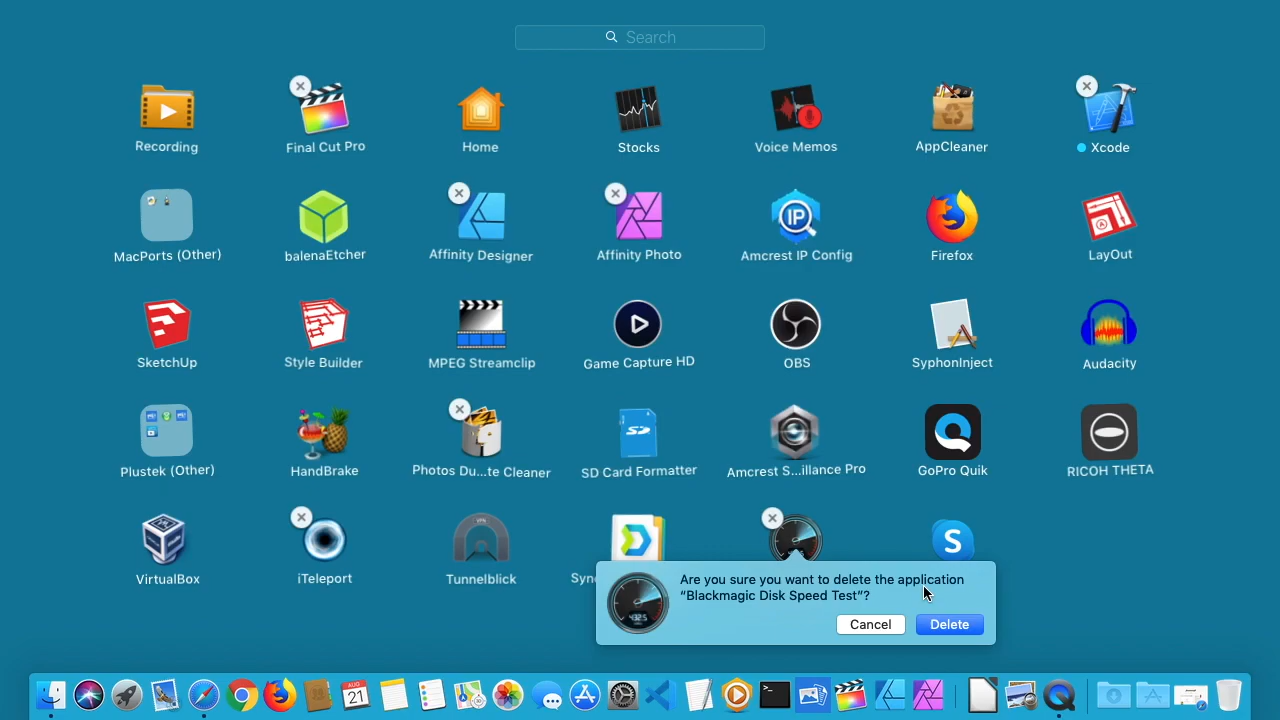 Search
Recording
Final Cut Pro
Home
Stocks
Voice Memos
AppCleaner
Xcode
MacPorts (Other)
balenaEtcher
Affinity Designer
Affinity Photo
Amcrest IP Config
Firefox
LayOut
SketchUp
Style Builder
MPEG Streamclip
Game Capture HD
OBS
SyphonInject
Audacity
Plustek (Other)
HandBrake
Photos Du...te Cleaner
SD Card Formatter
Amcrest S...illance Pro
GoPro Quik
RICOH THETA
VirtualBox
iTeleport
Tunnelblick
Are you sure you want to delete the application
“Blackmagic Disk Speed Test”?
Cancel
Delete
AUG
21